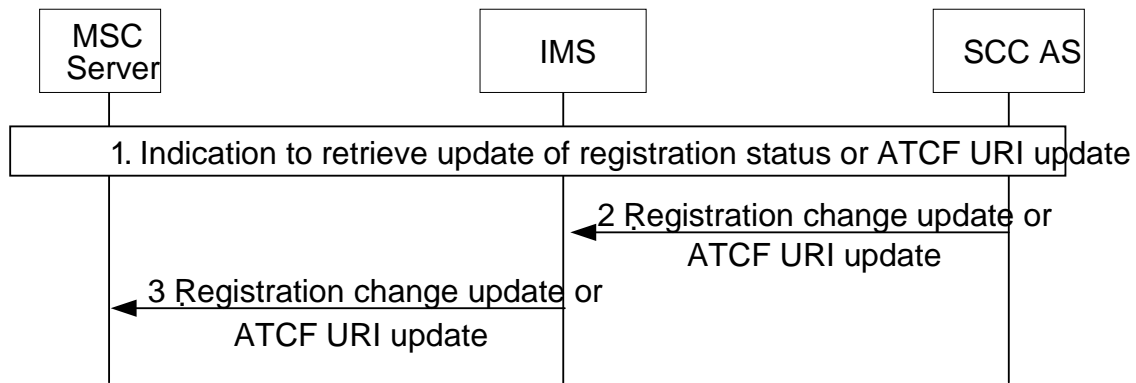 MSC
Server
IMS
SCC AS
1. Indication to retrieve update of registration status or ATCF URI update
2. Registration change update or
ATCF URI update
3. Registration change update or
ATCF URI update